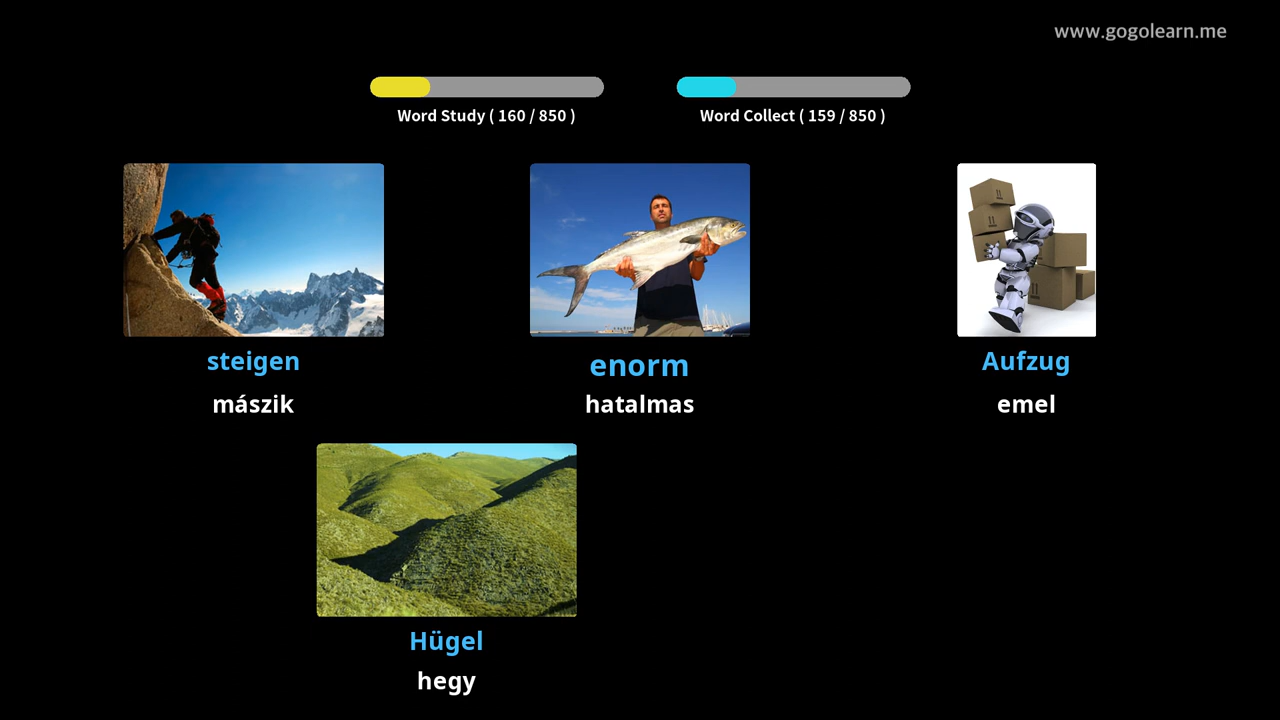 www.gogolearn.me
Word Study ( 160 / 850 )
Word Collect ( 159 / 850 )
steigen
mászik
enorm
hatalmas
Aufzug
emel
Hügel
hegy